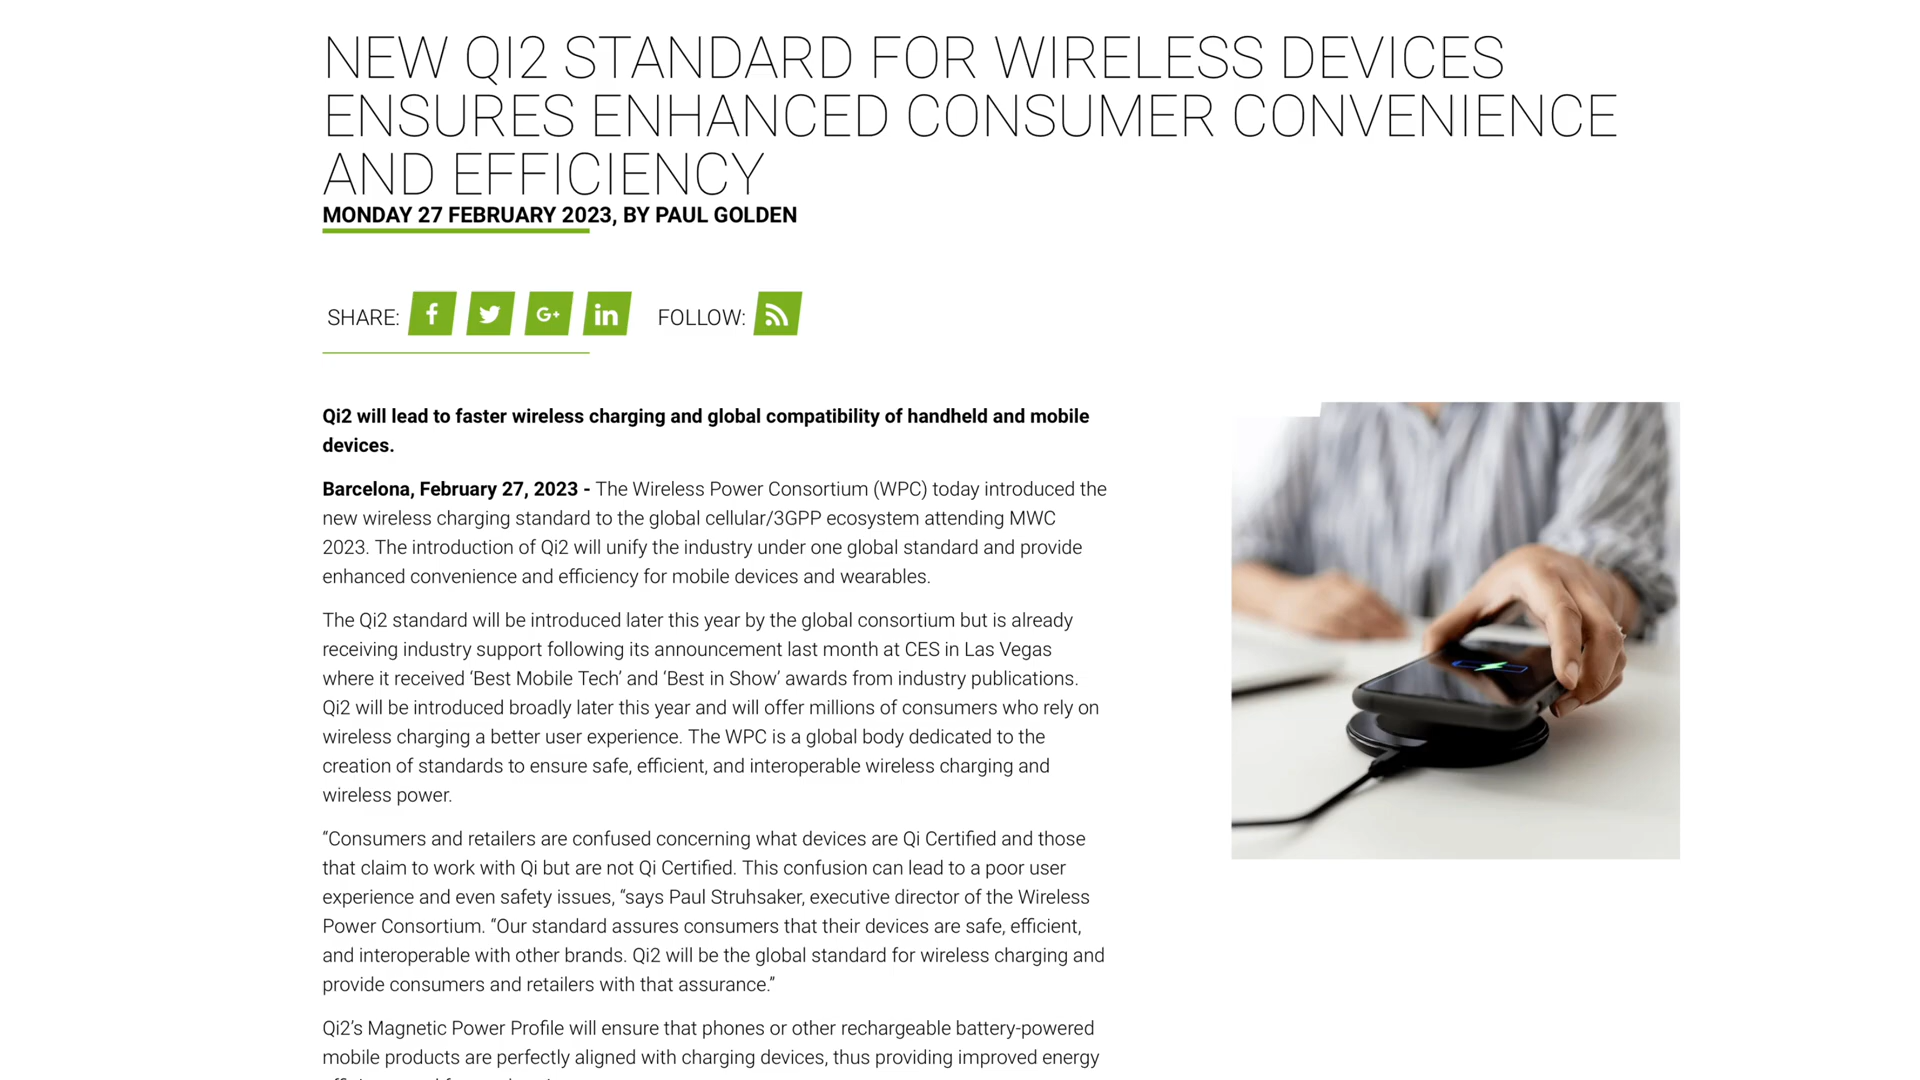 NEW QI2 STANDARD FOR WIRELESS DEVICES
ENSURES ENHANCED CONSUMER CONVENIENCE
AND EFFICIENCY
MONDAY 27 FEBRUARY 2023, BY PAUL GOLDEN
SHARE: f G+ in FOLLOW:
Qi2 will lead to faster wireless charging and global compatibility of handheld and mobile
devices.
Barcelona, February 27, 2023 - The Wireless Power Consortium (WPC) today introduced the
new wireless charging standard to the global cellular/3GPP ecosystem attending MWC
2023. The introduction of Qi2 will unify the industry under one global standard and provide
enhanced convenience and efficiency for mobile devices and wearables.
The Qi2 standard will be introduced later this year by the global consortium but is already
receiving industry support following its announcement last month at CES in Las Vegas
where it received ‘Best Mobile Tech’ and ‘Best in Show’ awards from industry publications.
Qi2 will be introduced broadly later this year and will offer millions of consumers who rely on
wireless charging a better user experience. The WPC is a global body dedicated to the
creation of standards to ensure safe, efficient, and interoperable wireless charging and
wireless power.
“Consumers and retailers are confused concerning what devices are Qi Certified and those
that claim to work with Qi but are not Qi Certified. This confusion can lead to a poor user
experience and even safety issues, “says Paul Struhsaker, executive director of the Wireless
Power Consortium. “Our standard assures consumers that their devices are safe, efficient,
and interoperable with other brands. Qi2 will be the global standard for wireless charging and
provide consumers and retailers with that assurance.”
Qi2’s Magnetic Power Profile will ensure that phones or other rechargeable battery-powered
mobile products are perfectly aligned with charging devices, thus providing improved energy